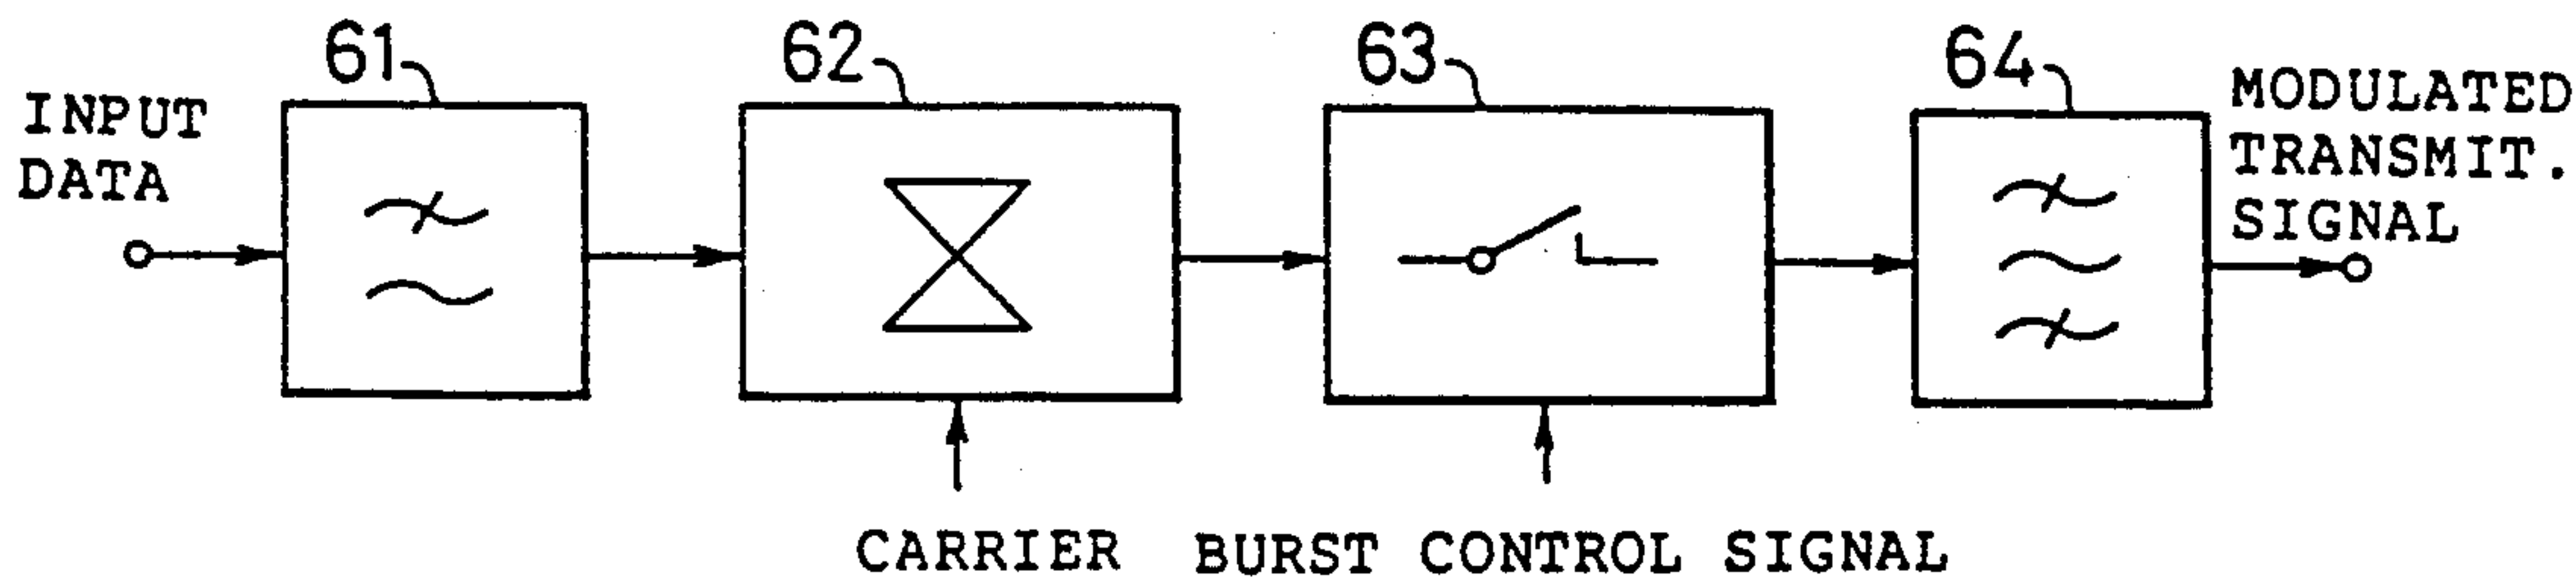 61
62
63
64
INPUT
DATA
MODULATED
TRANSMIT.
SIGNAL
CARRIER
BURST CONTROL SIGNAL